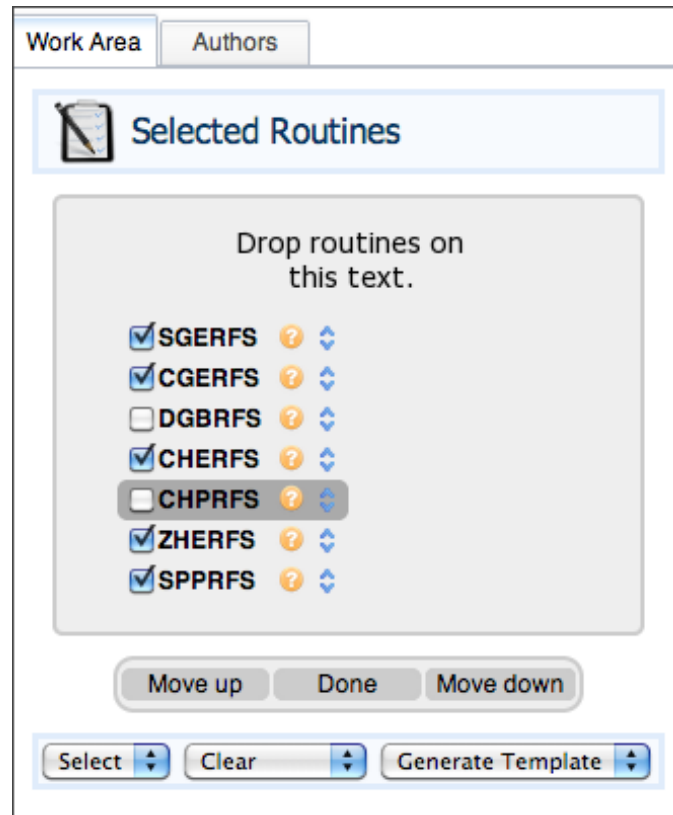 Work Area Authors
Selected Routines
Drop routines on
this text.
SGERFS ?
CGERFS ?
DGBRFS ?
CHERFS ?
CHPRFS ?
ZHERFS ?
SPPRFS ?
Move up Done Move down
Select Clear Generate Template